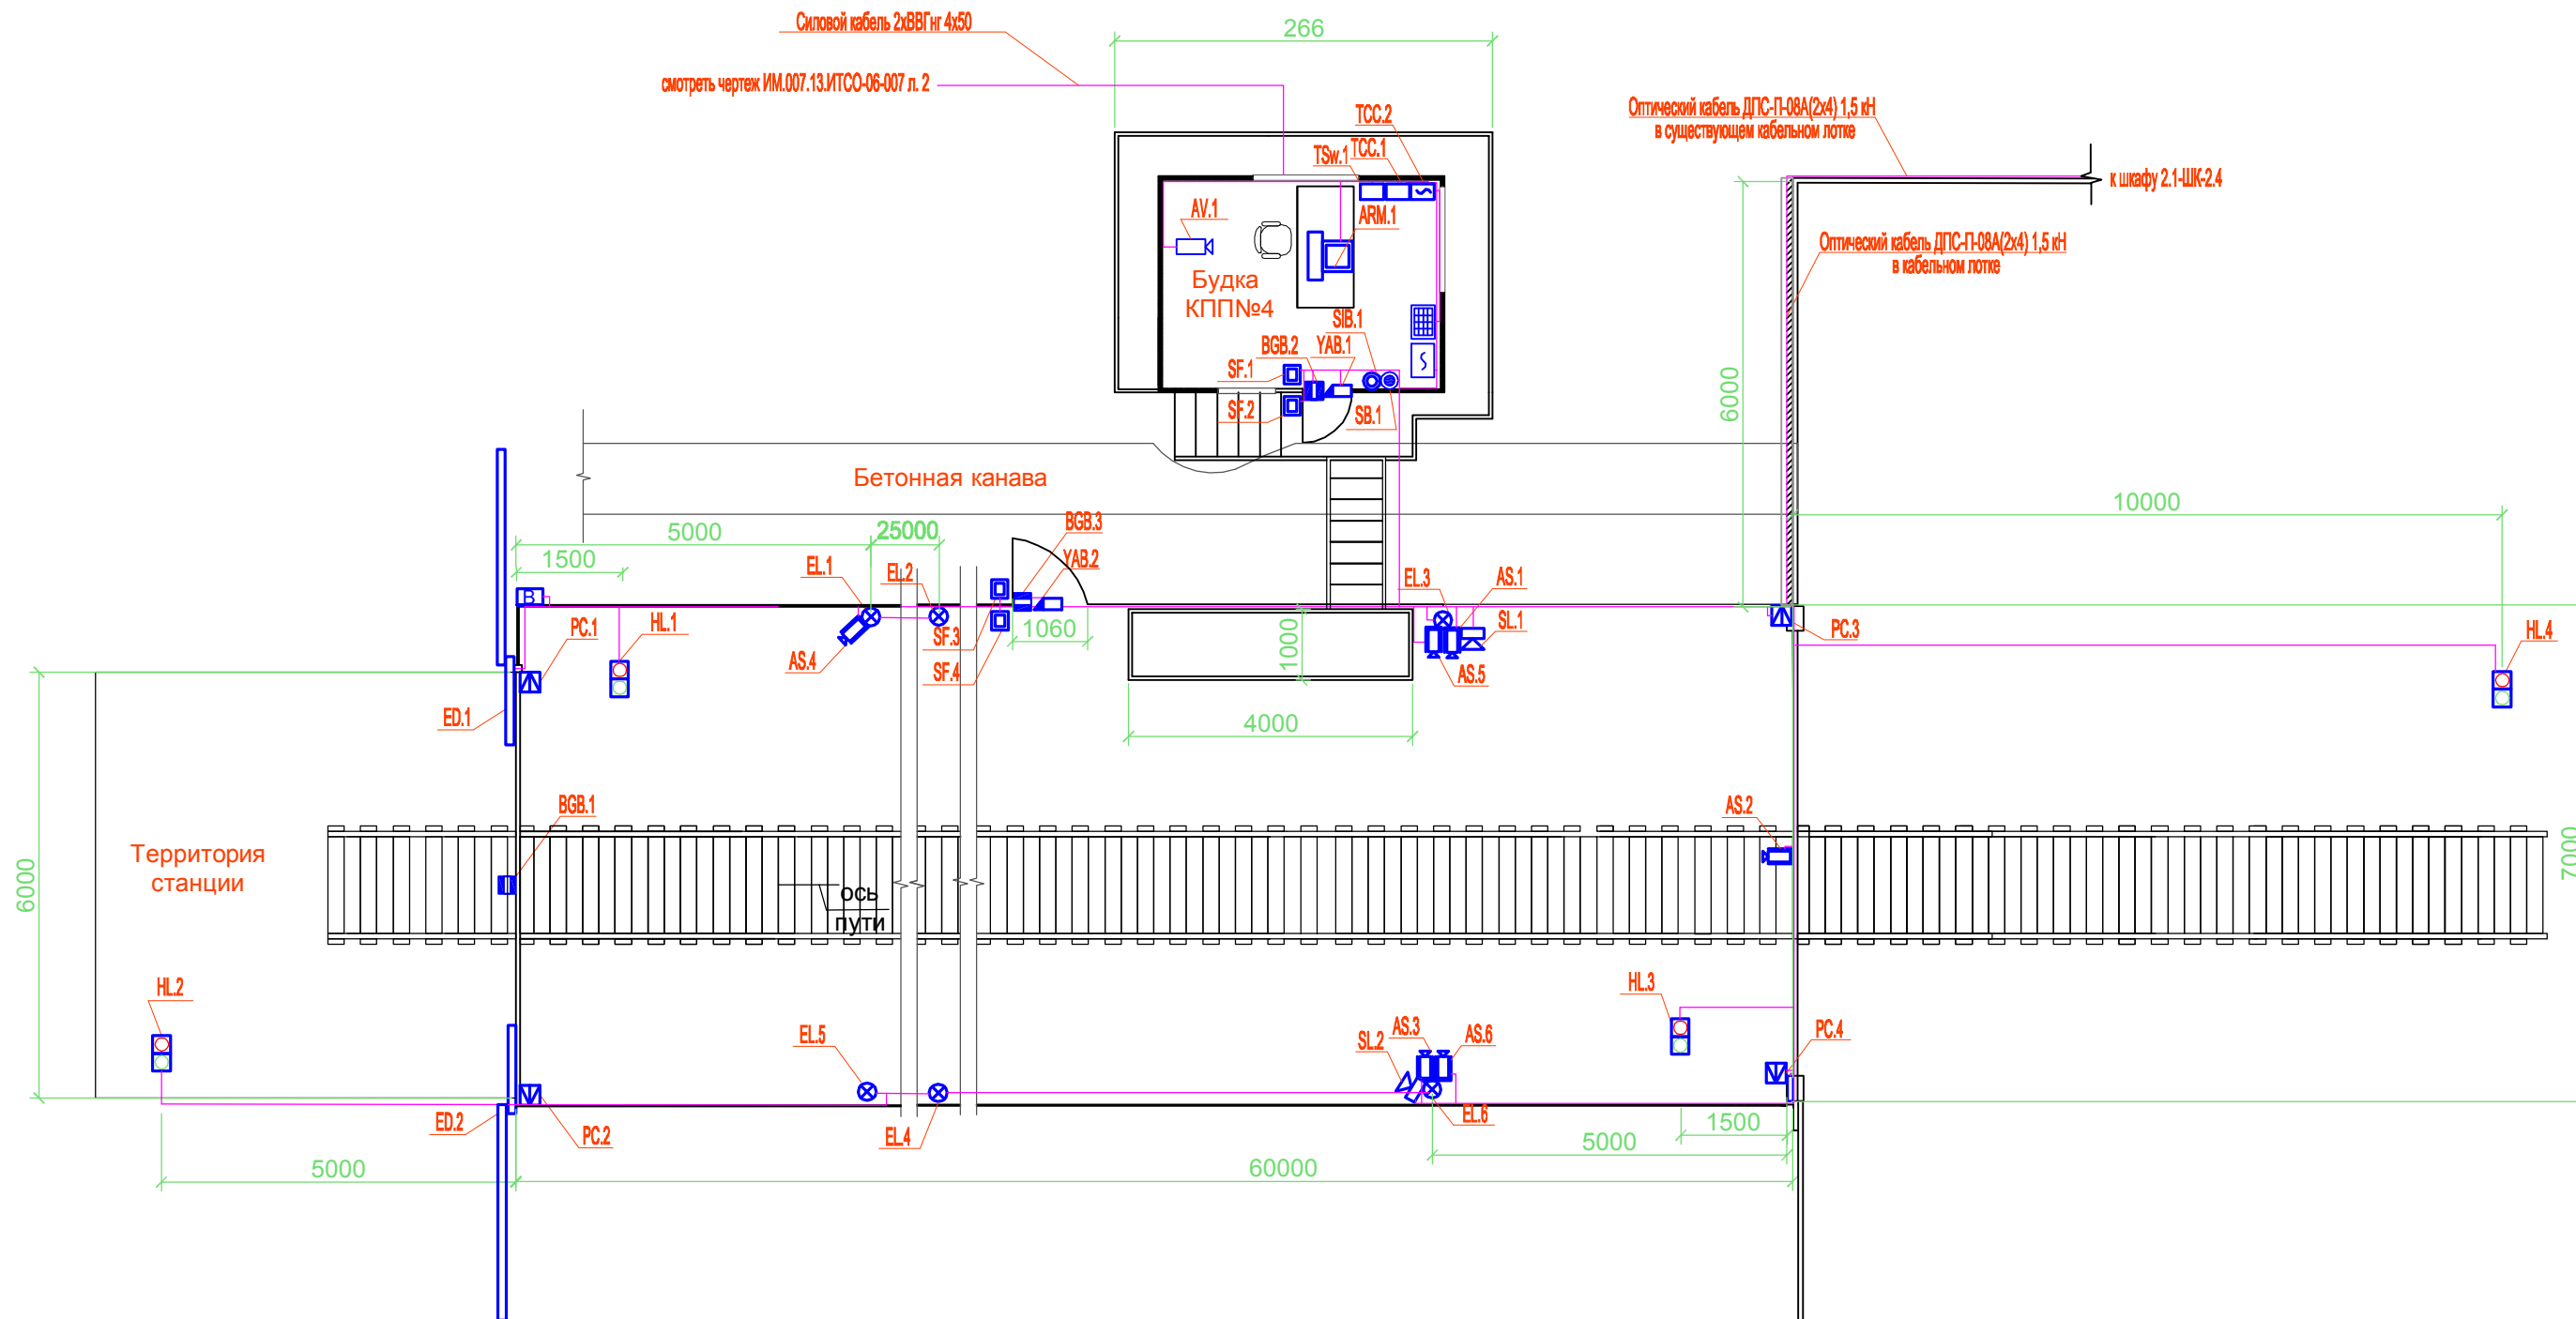 Силовой кабель 2хВВГнг 4х50
266
смотреть чертеж ИМ.007.13.ИТСО-06-007 л. 2
Оптический кабель ДПС-П-08А(2х4) 1,5 кН
в существующем кабельном лотке
TCC.2
TSw.1
TCC.1
к шкафу 2.1-ШК-2.4
AV.1
ARM.1
Оптический кабель ДПС-П-08А(2х4) 1,5 кН
в кабельном лотке
Будка
КПП№4
SIB.1
BGB.2
YAB.1
SF.1
SF.2
SB.1
6000
Бетонная канава
10000
5000
25000
BGB.3
1500
YAB.2
EL.1
EL.2
EL.3
AS.1
B
PC.1
HL.1
SF.3
1060
1000
SL.1
PC.3
HL.4
AS.4
SF.4
AS.5
ED.1
4000
BGB.1
AS.2
Территория
станции
6000
7000
ось
пути
HL.2
HL.3
EL.5
SL.2
AS.3
AS.6
PC.4
ED.2
PC.2
EL.4
EL.6
1500
5000
5000
60000